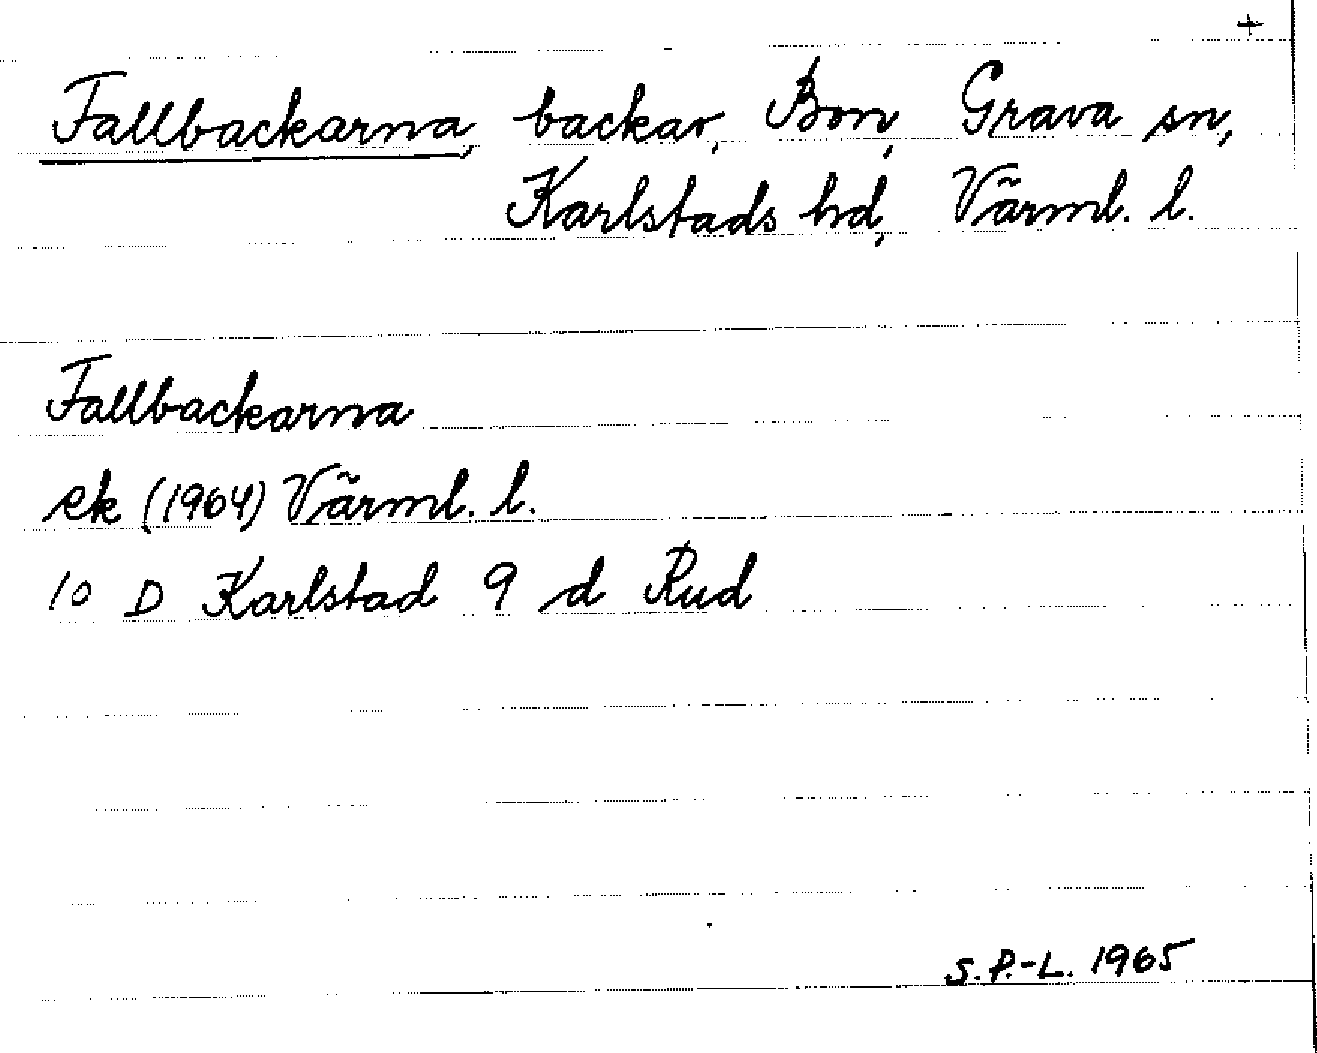 +
Fallbackarna, backar, Bon, Grava sn,
Karlstads hd, Värml. l.
Fallbackarna
ek (1964) Värml. l.
10 D Karlstad 9 d Rud
S.P.-L. 1965